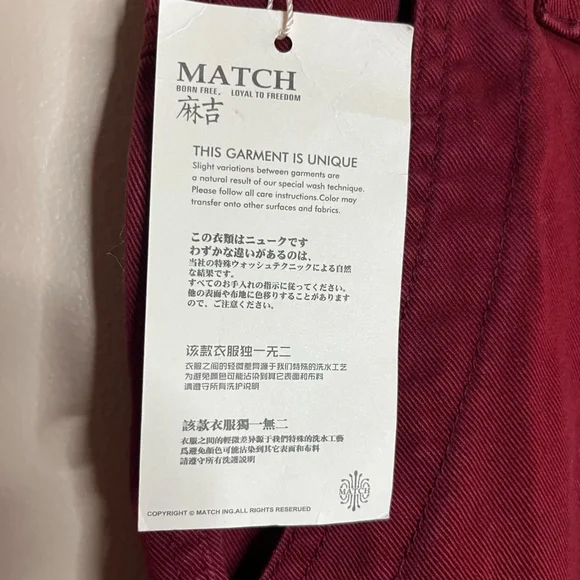 MATCH
BORN FREE, LOYAL TO FREEDOM
麻吉
THIS GARMENT IS UNIQUE
Slight variations between garments are
a natural result of our special wash technique.
Please follow all care instructions.Color may
transfer onto other surfaces and fabrics.
この衣類はニュークです
わずかな違いがあるのは、
当社の特殊ウォッシュテクニックによる自然
な結果です。
すべてのお手入れの指示に従ってください。
他の表面や布地に色移りすることがあります
ので、ご注意ください。
该款衣服独一无二
衣服之间的轻微差异源于我们特殊的洗水工艺
为避免颜色可能沾染到其它表面和布料
请遵守所有洗护说明
該款衣服獨一無二
衣服之間的輕微差异源于我們特殊的洗水工藝
爲避免顏色可能沾染到其它表面和布料
請遵守所有洗護說明
MATCH
COPYRIGHT © MATCH ING.ALL RIGHTS RESERVED